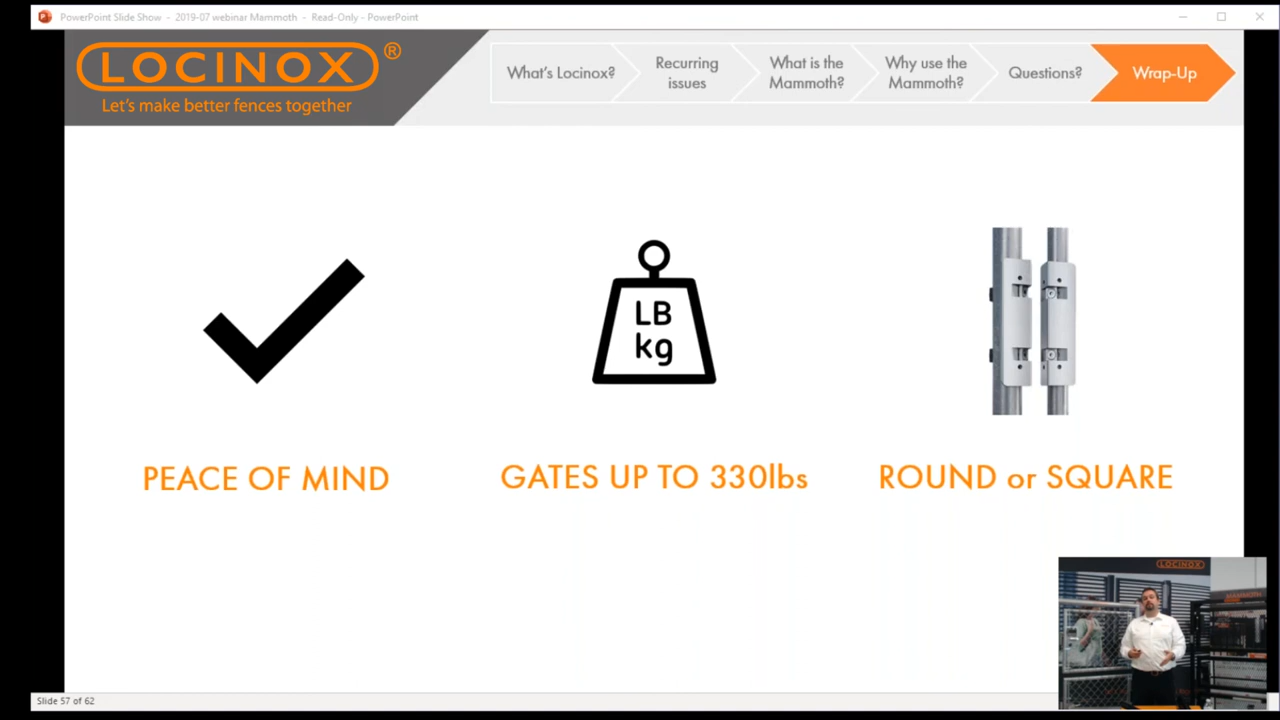 PowerPoint Slide Show - 2019-07 webinar Mammoth - Read-Only - PowerPoint
LOCINOX®
Let's make better fences together
What's Locinox?
Recurring
issues
What is the
Mammoth?
Why use the
Mammoth?
Questions?
Wrap-Up
LB
kg
PEACE OF MIND
GATES UP TO 330lbs
ROUND or SQUARE
LOCINOX
MAMMOTH
Slide 57 of 62